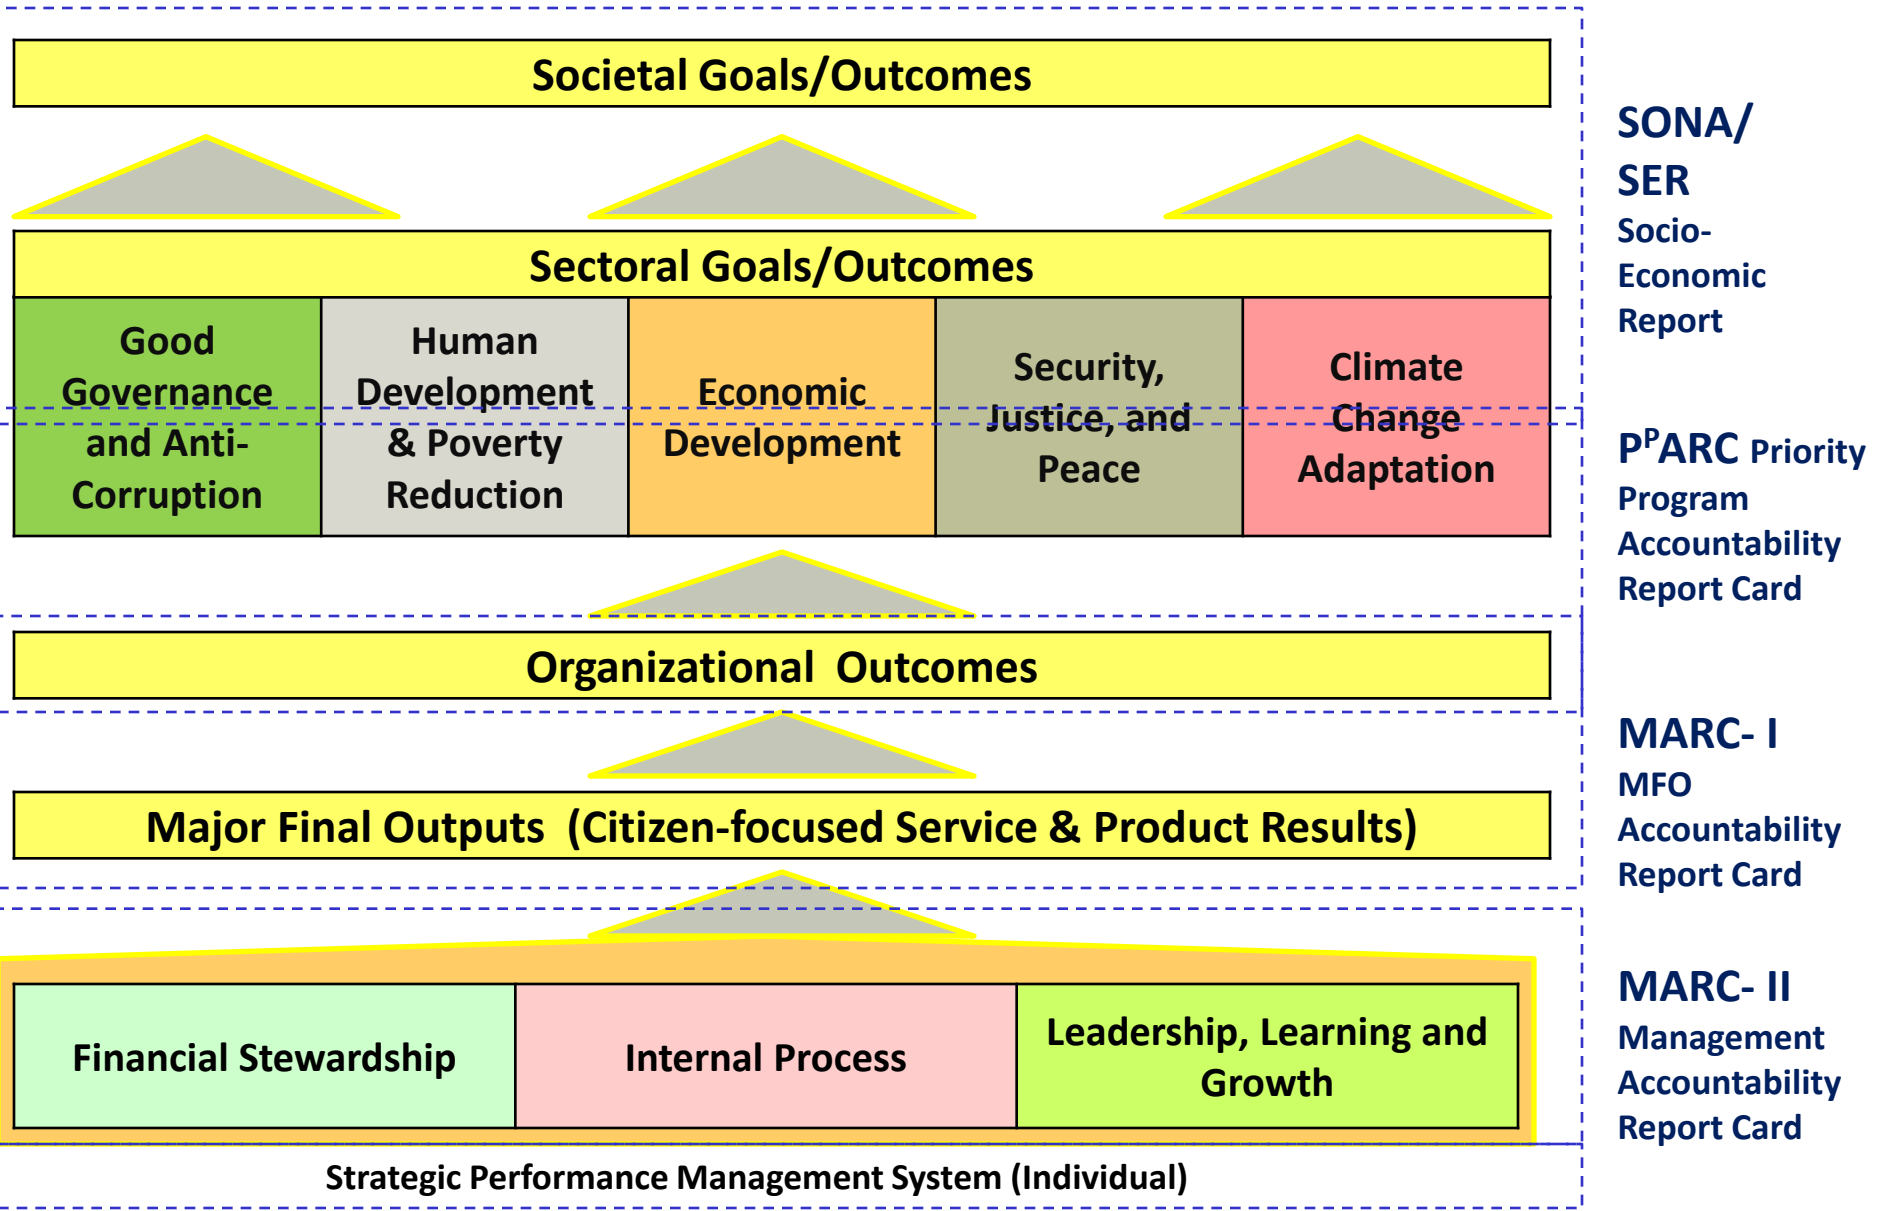 Societal Goals/Outcomes
SONA/
SER
Socio-
Economic
Report
Sectoral Goals/Outcomes
Good
Governance
and Anti-
Corruption
Human
Development
& Poverty
Reduction
Economic
Development
Security,
Justice, and
Peace
Climate
Change
Adaptation
PPARC Priority
Program
Accountability
Report Card
Organizational Outcomes
MARC- I
MFO
Accountability
Report Card
Major Final Outputs (Citizen-focused Service & Product Results)
Financial Stewardship
Internal Process
Leadership, Learning and
Growth
MARC- II
Management
Accountability
Report Card
Strategic Performance Management System (Individual)